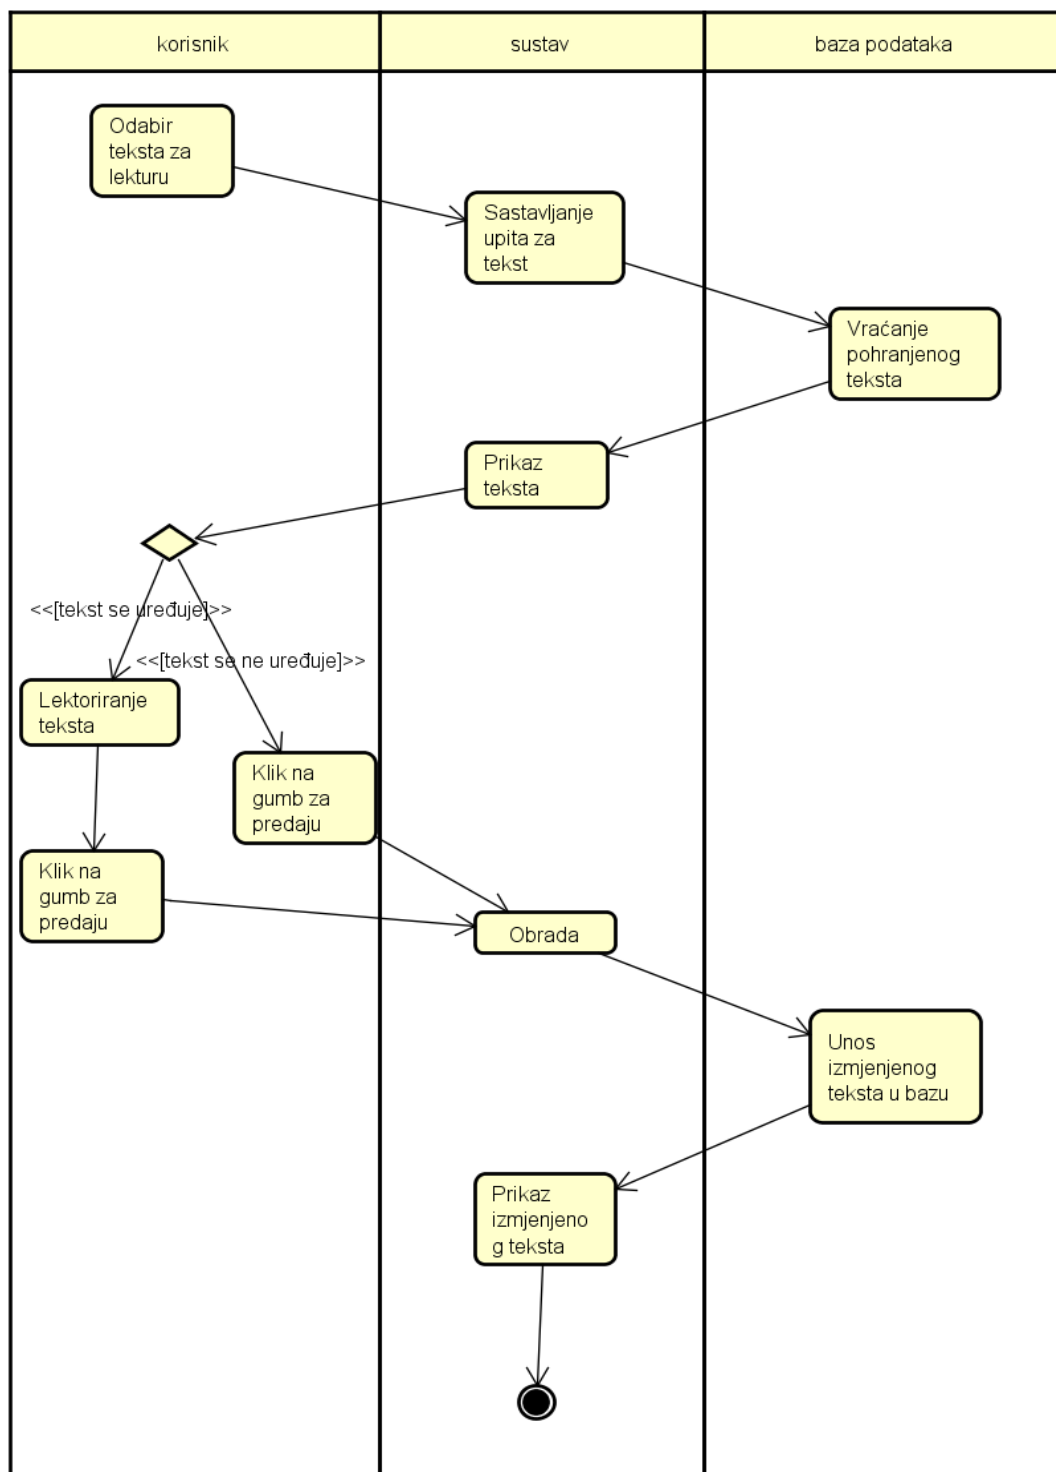 korisnik
sustav
baza podataka
Odabir
teksta za
lekturu
Sastavljanje
upita za
tekst
Vraćanje
pohranjenog
teksta
Prikaz
teksta
<<[tekst se uređuje]>>
<<[tekst se ne uređuje]>>
Lektoriranje
teksta
Klik na
gumb za
predaju
Klik na
gumb za
predaju
Obrada
Unos
izmjenjenog
teksta u bazu
Prikaz
izmjenjeno
g teksta